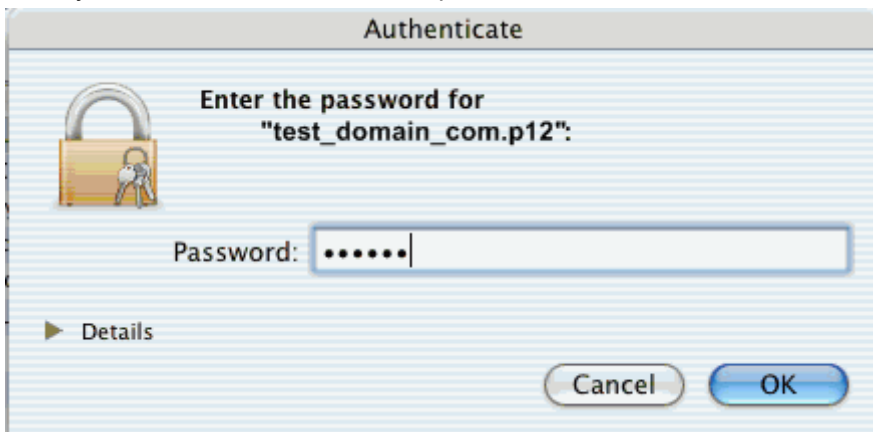 Authenticate
Enter the password for
"test_domain_com.p12":
Password: ••••••
Details
Cancel OK